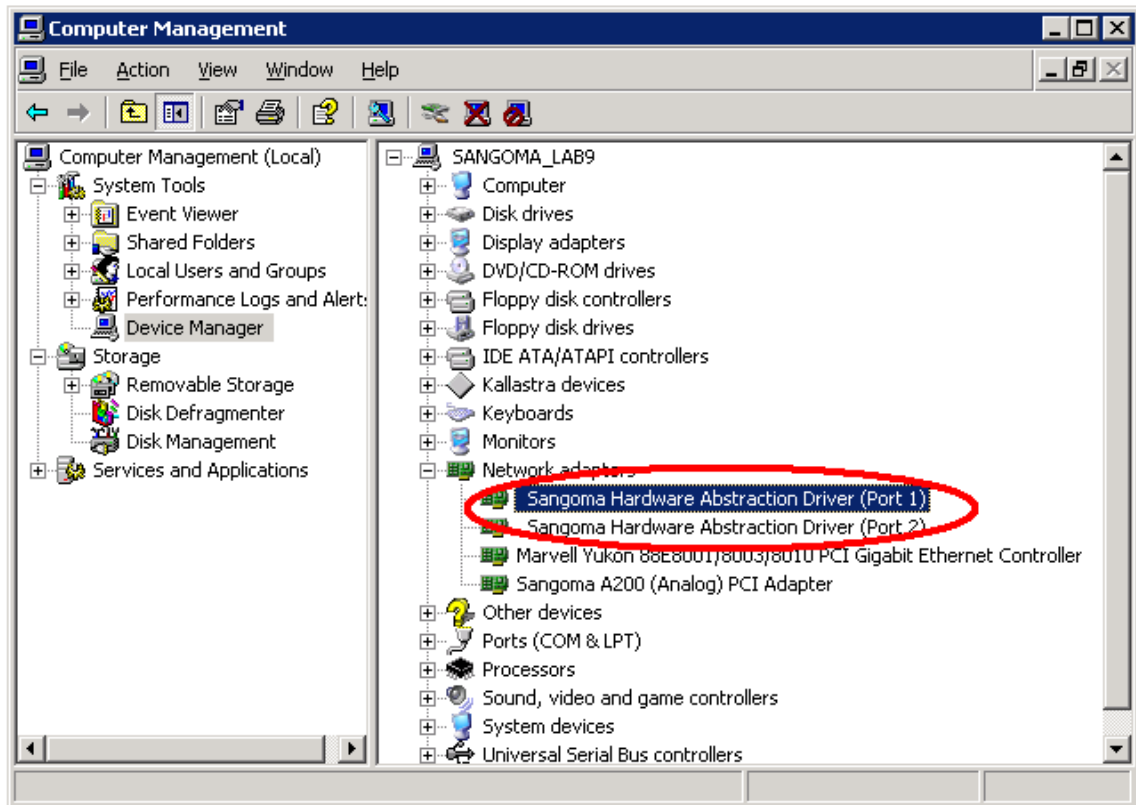 Computer Management
File Action View Window Help
Computer Management (Local)
System Tools
Event Viewer
Shared Folders
Local Users and Groups
Performance Logs and Alert:
Device Manager
Storage
Removable Storage
Disk Defragmenter
Disk Management
Services and Applications
SANGOMA_LAB9
Computer
Disk drives
Display adapters
DVD/CD-ROM drives
Floppy disk controllers
Floppy disk drives
IDE ATA/ATAPI controllers
Kallastra devices
Keyboards
Monitors
Network adapters
Sangoma Hardware Abstraction Driver (Port 1)
Sangoma Hardware Abstraction Driver (Port 2)
Marvell Yukon 88E8001/8003/8010 PCI Gigabit Ethernet Controller
Sangoma A200 (Analog) PCI Adapter
Other devices
Ports (COM & LPT)
Processors
Sound, video and game controllers
System devices
Universal Serial Bus controllers